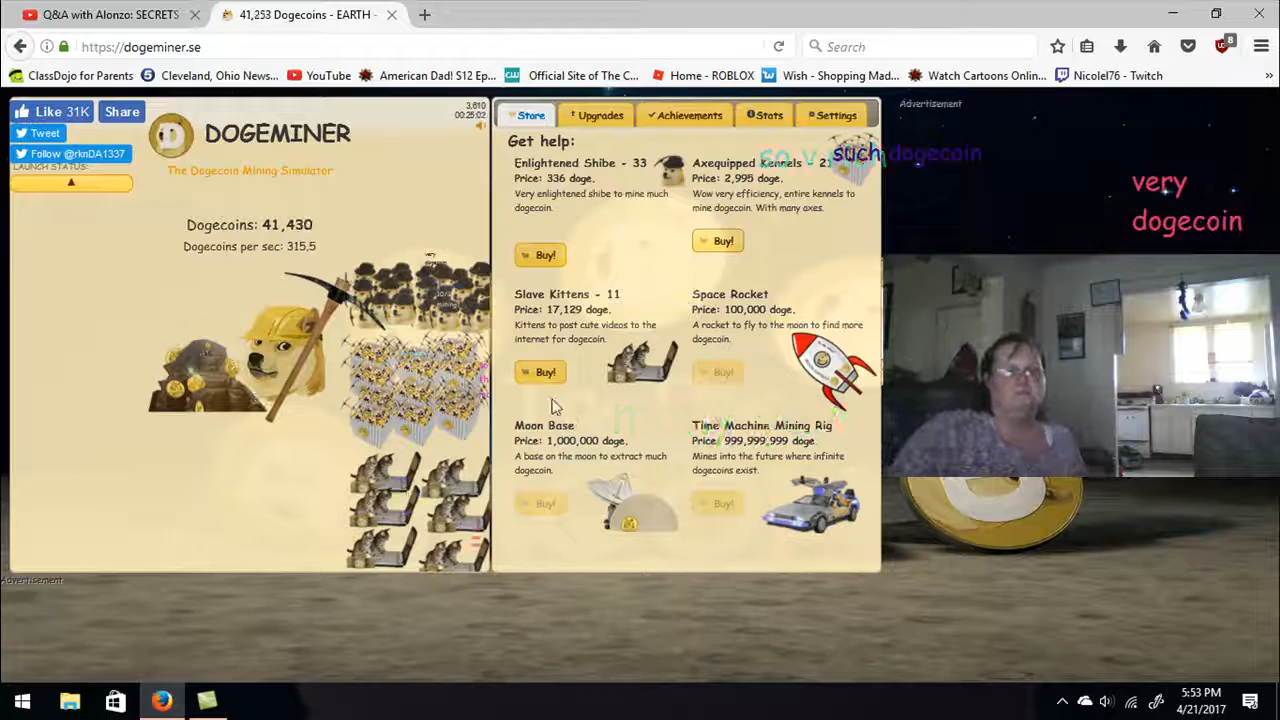 Q&A with Alonzo: SECRETS
41,253 Dogecoins - EARTH -
https://dogeminer.se
Search
8
ClassDojo for Parents
Cleveland, Ohio News...
YouTube
American Dad! S12 Ep...
Official Site of The C...
Home - ROBLOX
Wish - Shopping Mad...
Watch Cartoons Onlin...
Nicolel76 - Twitch
Like 31K
Share
Tweet
Follow @rknDA1337
LAUNCH STATUS:
DOGEMINER
The Dogecoin Mining Simulator
3,610
00:25:02
Dogecoins: 41,430
Dogecoins per sec: 315,5
Store
Upgrades
Achievements
Stats
Settings
Get help:
Enlightened Shibe - 33
Price: 336 doge.
Very enlightened shibe to mine much
dogecoin.
Buy!
Axequipped Kennels - 
Price: 2,995 doge.
Wow very efficiency, entire kennels to
mine dogecoin. With many axes.
Buy!
Slave Kittens - 11
Price: 17,129 doge.
Kittens to post cute videos to the
internet for dogecoin.
Buy!
Space Rocket
Price: 100,000 doge.
A rocket to fly to the moon to find more
dogecoin.
Buy!
Moon Base
Price: 1,000,000 doge.
A base on the moon to extract much
dogecoin.
Buy!
Time Machine Mining Rig
Price: 999,999,999 doge.
Mines into the future where infinite
dogecoins exist.
Buy!
such dogecoin
Advertisement
very
dogecoin
Advertisement
5:53 PM
4/21/2017